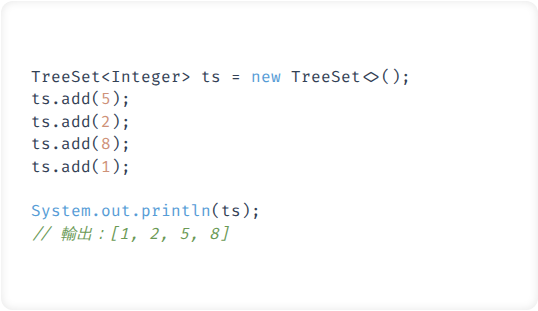 TreeSet<Integer> ts = new TreeSet<>();
ts.add(5);
ts.add(2);
ts.add(8);
ts.add(1);
System.out.println(ts);
// 輸出：[1, 2, 5, 8]